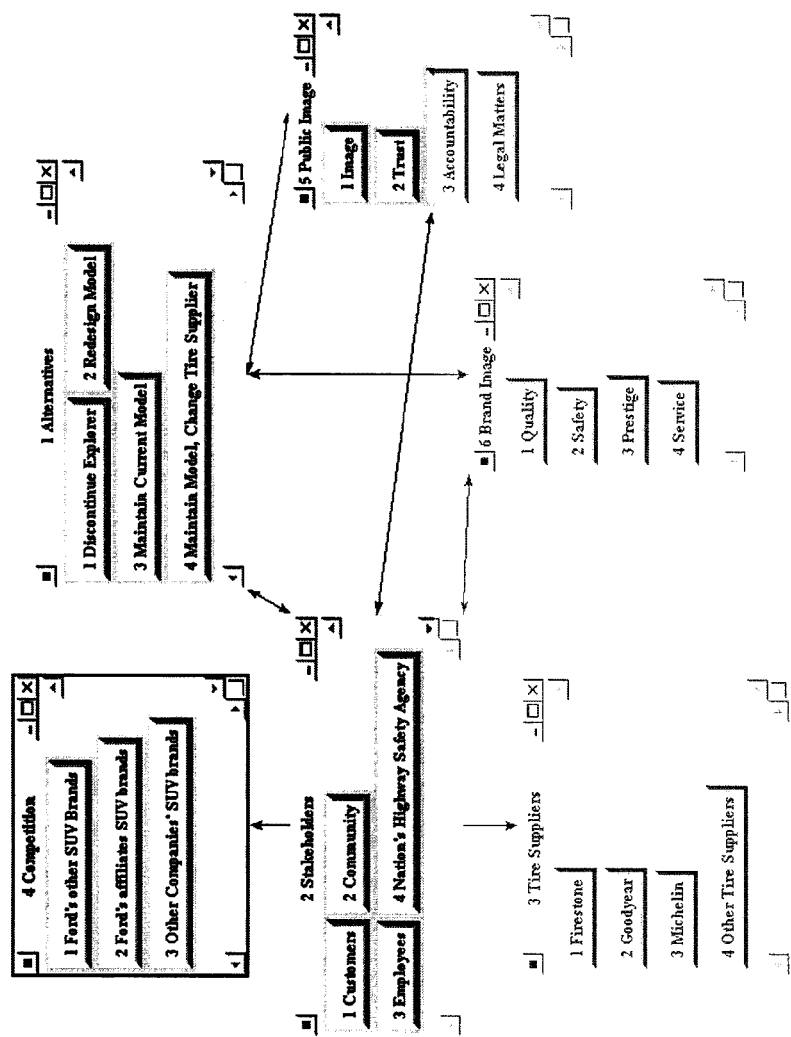 4 Competition
1 Ford's other SUV Brands
2 Ford's affiliates SUV brands
3 Other Companies' SUV brands
1 Alternatives
1 Discontinue Explorer
2 Redesign Model
3 Maintain Current Model
4 Maintain Model, Change Tire Supplier
2 Stakeholders
1 Customers
2 Community
3 Employees
4 Nation's Highway Safety Agency
5 Public Image
1 Image
2 Trust
3 Accountability
4 Legal Matters
3 Tire Suppliers
1 Firestone
2 Goodyear
3 Michelin
4 Other Tire Suppliers
6 Brand Image
1 Quality
2 Safety
3 Prestige
4 Service